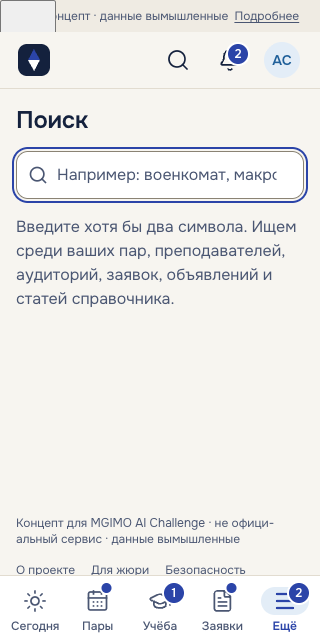 нцепт · данные вымышленные Подробнее
2
АС
Поиск
Например: военкомат, макро
Введите хотя бы два символа. Ищем
среди ваших пар, преподавателей,
аудиторий, заявок, объявлений и
статей справочника.
Концепт для MGIMO AI Challenge · не офици-
альный сервис · данные вымышленные
О проекте Для жюри Безопасность
1 2
Сегодня Пары Учёба Заявки Ещё